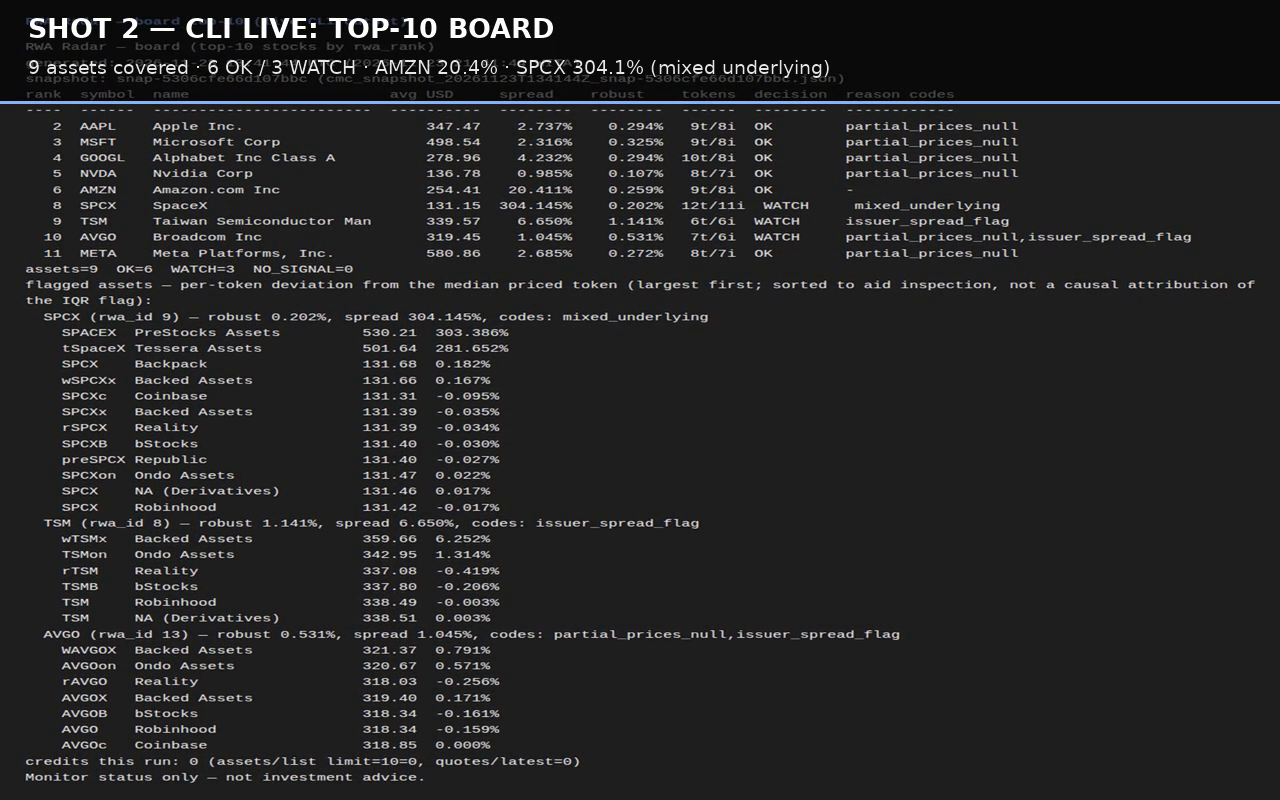 SHOT 2 — CLI LIVE: TOP-10 BOARD
RWA Radar — board (top-10 stocks by rwa_rank)
9 assets covered · 6 OK / 3 WATCH · AMZN 20.4% · SPCX 304.1% (mixed underlying)
snapshot: snap-5306cfe66d107bbc (cmc_snapshot_20261123T134144Z_snap-5306cfe66d107bbc.json)
rank symbol name avg USD spread robust tokens decision reason codes
---- ------ ------------------------ ---------- -------- -------- ------ -------- ------------
2 AAPL Apple Inc. 347.47 2.737% 0.294% 9t/8i OK partial_prices_null
3 MSFT Microsoft Corp 498.54 2.316% 0.325% 9t/8i OK partial_prices_null
4 GOOGL Alphabet Inc Class A 278.96 4.232% 0.294% 10t/8i OK partial_prices_null
5 NVDA Nvidia Corp 136.78 0.985% 0.107% 8t/7i OK partial_prices_null
6 AMZN Amazon.com Inc 254.41 20.411% 0.259% 9t/8i OK -
8 SPCX SpaceX 131.15 304.145% 0.202% 12t/11i WATCH mixed_underlying
9 TSM Taiwan Semiconductor Man 339.57 6.650% 1.141% 6t/6i WATCH issuer_spread_flag
10 AVGO Broadcom Inc 319.45 1.045% 0.531% 7t/6i WATCH partial_prices_null,issuer_spread_flag
11 META Meta Platforms, Inc. 580.86 2.685% 0.272% 8t/7i OK partial_prices_null
assets=9 OK=6 WATCH=3 NO_SIGNAL=0
flagged assets — per-token deviation from the median priced token (largest first; sorted to aid inspection, not a causal attribution of
the IQR flag):
SPCX (rwa_id 9) — robust 0.202%, spread 304.145%, codes: mixed_underlying
SPACEX PreStocks Assets 530.21 303.386%
tSpaceX Tessera Assets 501.64 281.652%
SPCX Backpack 131.68 0.182%
wSPCXx Backed Assets 131.66 0.167%
SPCXc Coinbase 131.31 -0.095%
SPCXx Backed Assets 131.39 -0.035%
rSPCX Reality 131.39 -0.034%
SPCXB bStocks 131.40 -0.030%
preSPCX Republic 131.40 -0.027%
SPCXon Ondo Assets 131.47 0.022%
SPCX NA (Derivatives) 131.46 0.017%
SPCX Robinhood 131.42 -0.017%
TSM (rwa_id 8) — robust 1.141%, spread 6.650%, codes: issuer_spread_flag
wTSMx Backed Assets 359.66 6.252%
TSMon Ondo Assets 342.95 1.314%
rTSM Reality 337.08 -0.419%
TSMB bStocks 337.80 -0.206%
TSM Robinhood 338.49 -0.003%
TSM NA (Derivatives) 338.51 0.003%
AVGO (rwa_id 13) — robust 0.531%, spread 1.045%, codes: partial_prices_null,issuer_spread_flag
WAVGOX Backed Assets 321.37 0.791%
AVGOon Ondo Assets 320.67 0.571%
rAVGO Reality 318.03 -0.256%
AVGOX Backed Assets 319.40 0.171%
AVGOB bStocks 318.34 -0.161%
AVGO Robinhood 318.34 -0.159%
AVGOc Coinbase 318.85 0.000%
credits this run: 0 (assets/list limit=10=0, quotes/latest=0)
Monitor status only — not investment advice.